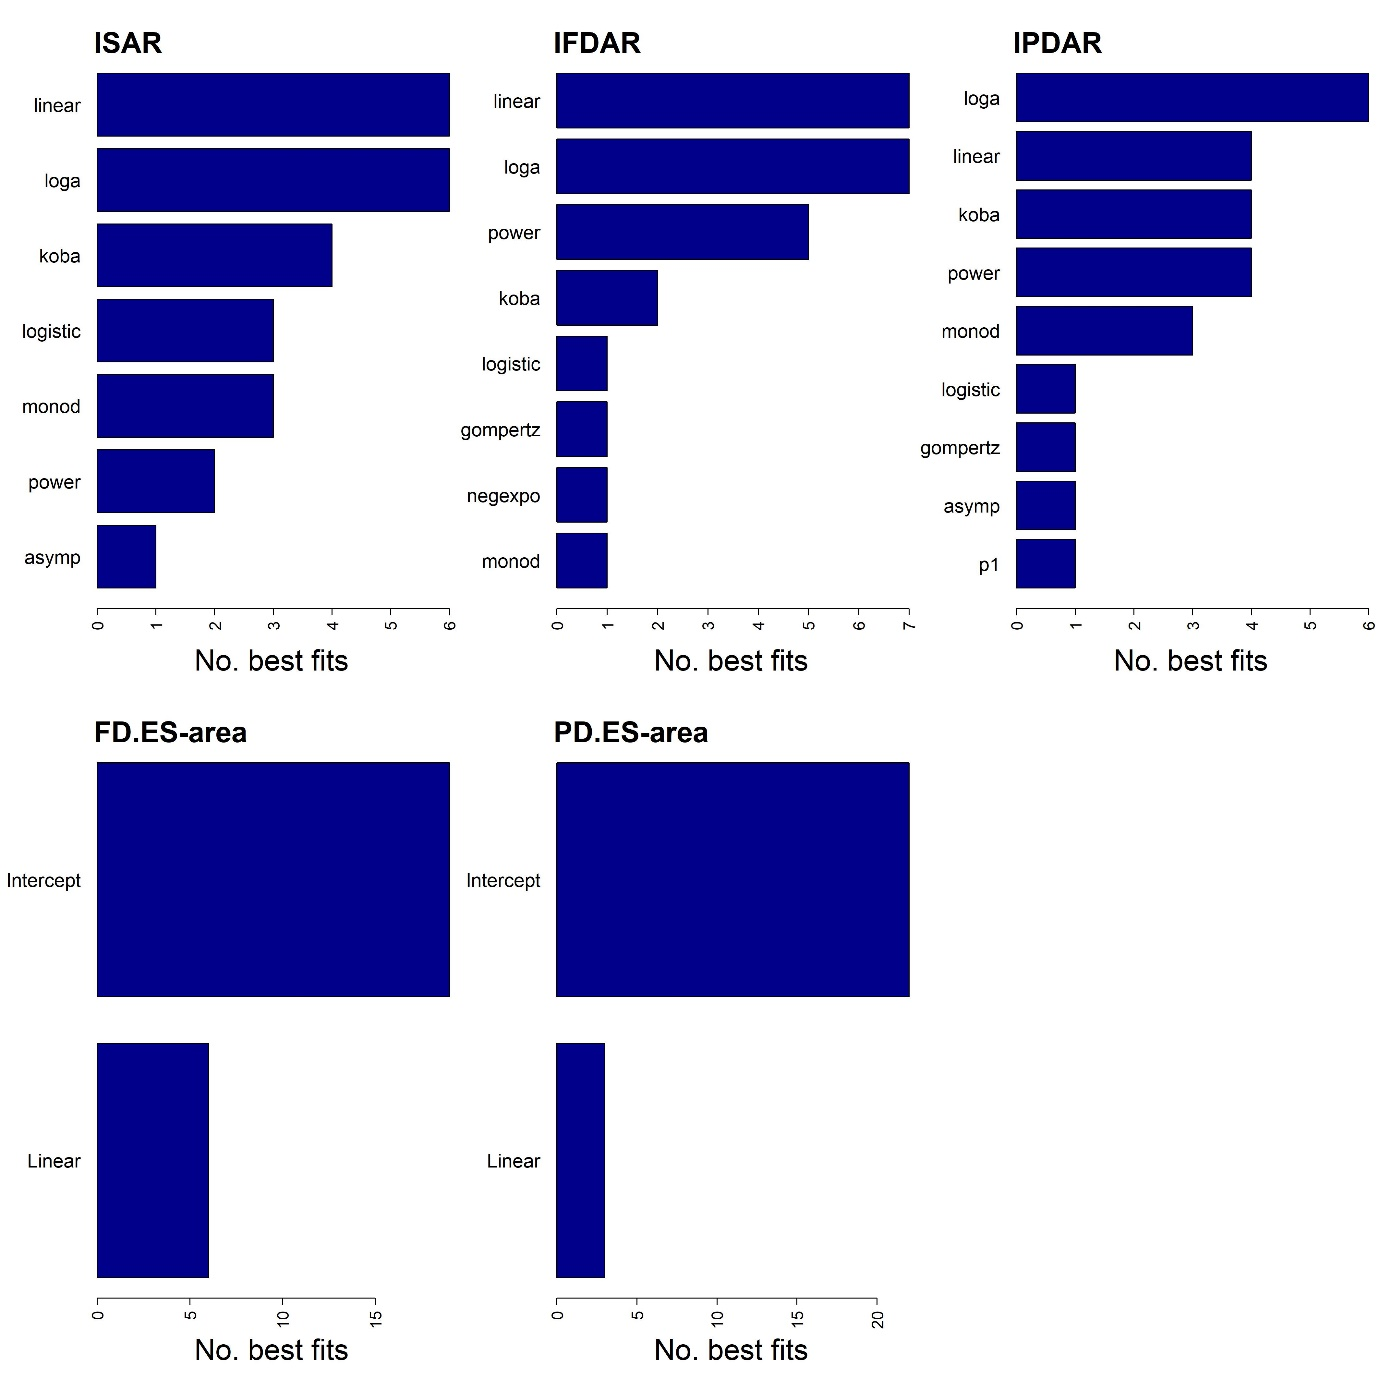 ISAR
linear
loga
koba
logistic
monod
power
asymp
0 1 2 3 4 5 6
No. best fits
IFDAR
linear
loga
power
koba
logistic
gompertz
negexpo
monod
0 1 2 3 4 5 6 7
No. best fits
IPDAR
loga
linear
koba
power
monod
logistic
gompertz
asymp
p1
0 1 2 3 4 5 6
No. best fits
FD.ES-area
Intercept
Linear
0 5 10 15
No. best fits
PD.ES-area
Intercept
Linear
0 5 10 15 20
No. best fits